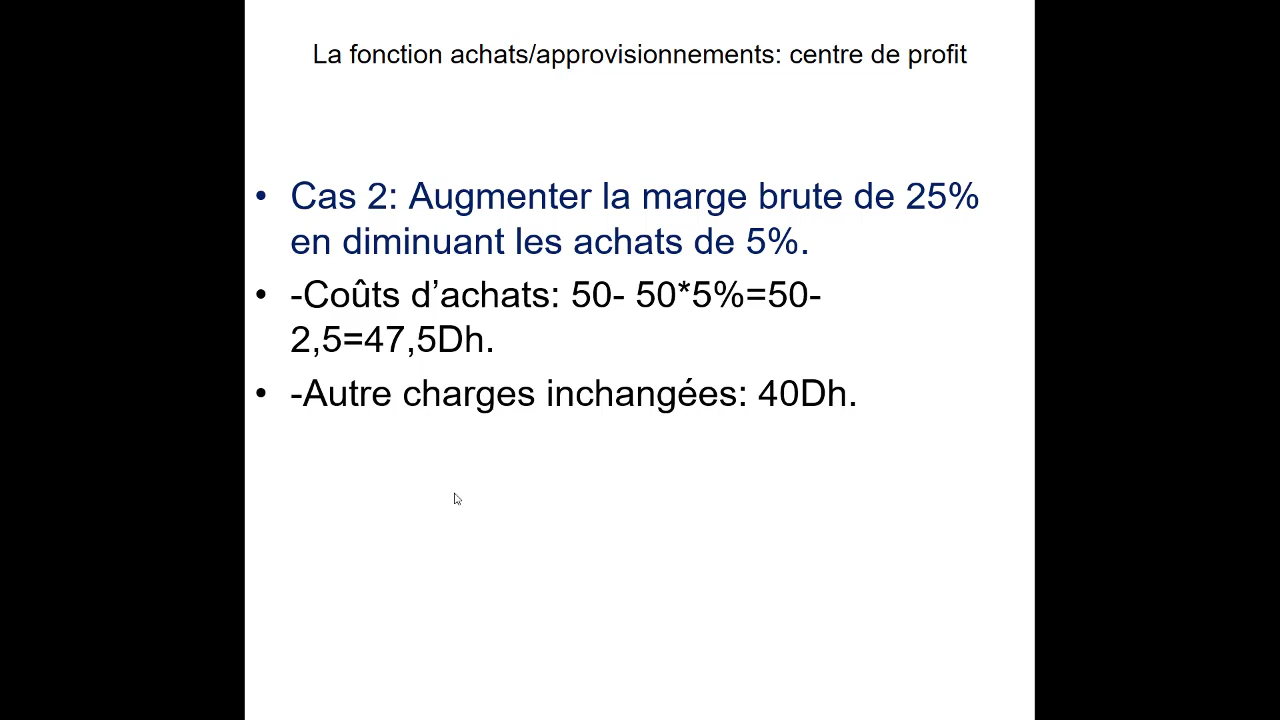 La fonction achats/approvisionnements: centre de profit
• Cas 2: Augmenter la marge brute de 25%
en diminuant les achats de 5%.
• -Coûts d’achats: 50- 50*5%=50-
2,5=47,5Dh.
• -Autre charges inchangées: 40Dh.